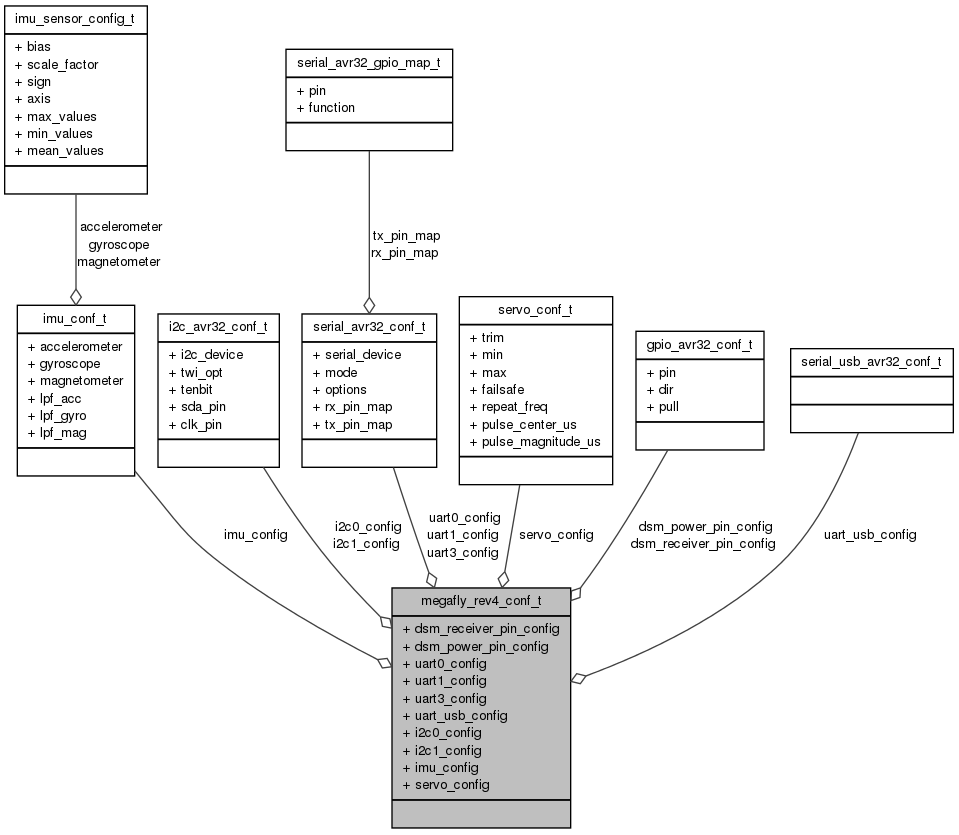 imu_sensor_config_t
+ bias
+ scale_factor
+ sign
+ axis
+ max_values
+ min_values
+ mean_values
serial_avr32_gpio_map_t
+ pin
+ function
accelerometer
gyroscope
magnetometer
tx_pin_map
rx_pin_map
imu_conf_t
+ accelerometer
+ gyroscope
+ magnetometer
+ lpf_acc
+ lpf_gyro
+ lpf_mag
i2c_avr32_conf_t
+ i2c_device
+ twi_opt
+ tenbit
+ sda_pin
+ clk_pin
serial_avr32_conf_t
+ serial_device
+ mode
+ options
+ rx_pin_map
+ tx_pin_map
servo_conf_t
+ trim
+ min
+ max
+ failsafe
+ repeat_freq
+ pulse_center_us
+ pulse_magnitude_us
gpio_avr32_conf_t
+ pin
+ dir
+ pull
serial_usb_avr32_conf_t
imu_config
i2c0_config
i2c1_config
uart0_config
uart1_config
uart3_config
servo_config
dsm_power_pin_config
dsm_receiver_pin_config
uart_usb_config
megafly_rev4_conf_t
+ dsm_receiver_pin_config
+ dsm_power_pin_config
+ uart0_config
+ uart1_config
+ uart3_config
+ uart_usb_config
+ i2c0_config
+ i2c1_config
+ imu_config
+ servo_config